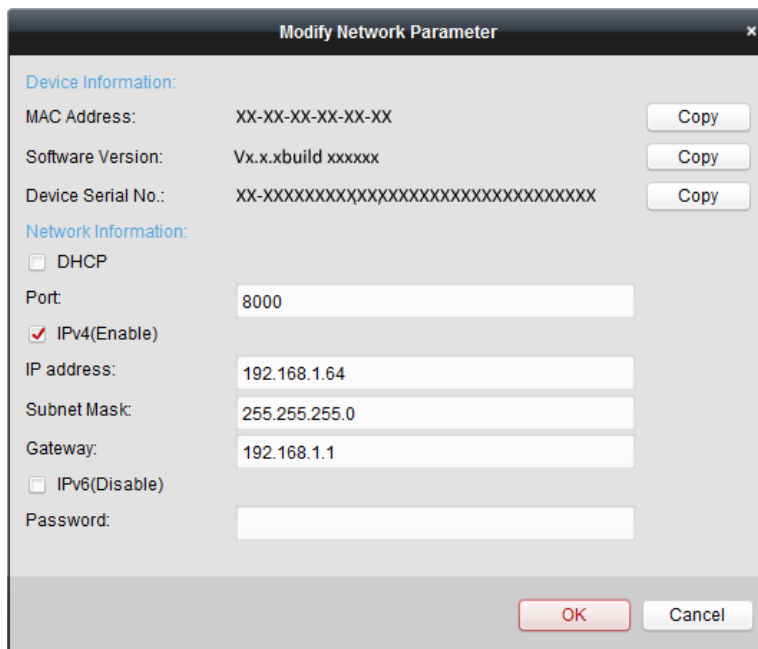 Modify Network Parameter ×
Device Information:
MAC Address: XX-XX-XX-XX-XX-XX Copy
Software Version: Vx.x.xbuild xxxxxx Copy
Device Serial No.: XX-XXXXXXXXXXXXXXXXXXXXXXXXXXXXXXXXX Copy
Network Information:
DHCP
Port: 8000
IPv4(Enable)
IP address: 192.168.1.64
Subnet Mask: 255.255.255.0
Gateway: 192.168.1.1
IPv6(Disable)
Password:
OK Cancel